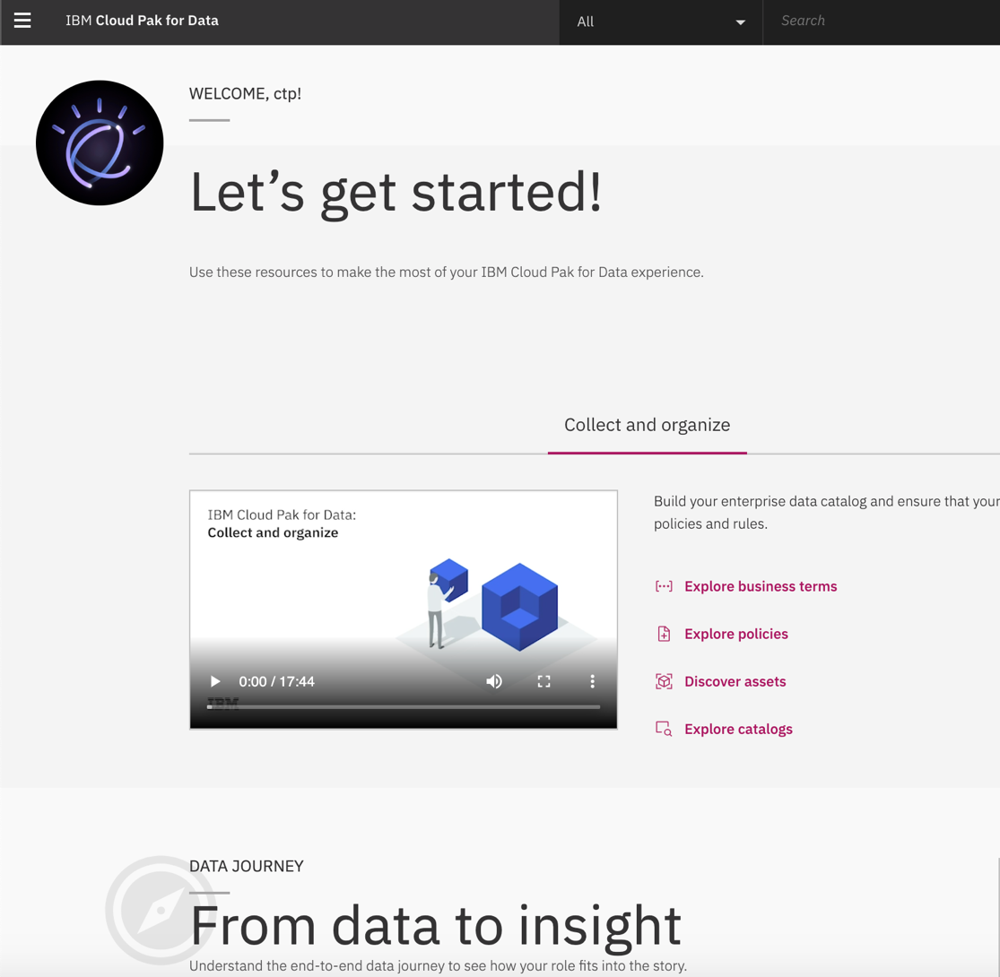 IBM Cloud Pak for Data
All
Search
WELCOME, ctp!
Let’s get started!
Use these resources to make the most of your IBM Cloud Pak for Data experience.
Collect and organize
IBM Cloud Pak for Data:
Collect and organize
0:00 / 17:44
IBM
Build your enterprise data catalog and ensure that your
policies and rules.
Explore business terms
Explore policies
Discover assets
Explore catalogs
DATA JOURNEY
From data to insight
Understand the end-to-end data journey to see how your role fits into the story.